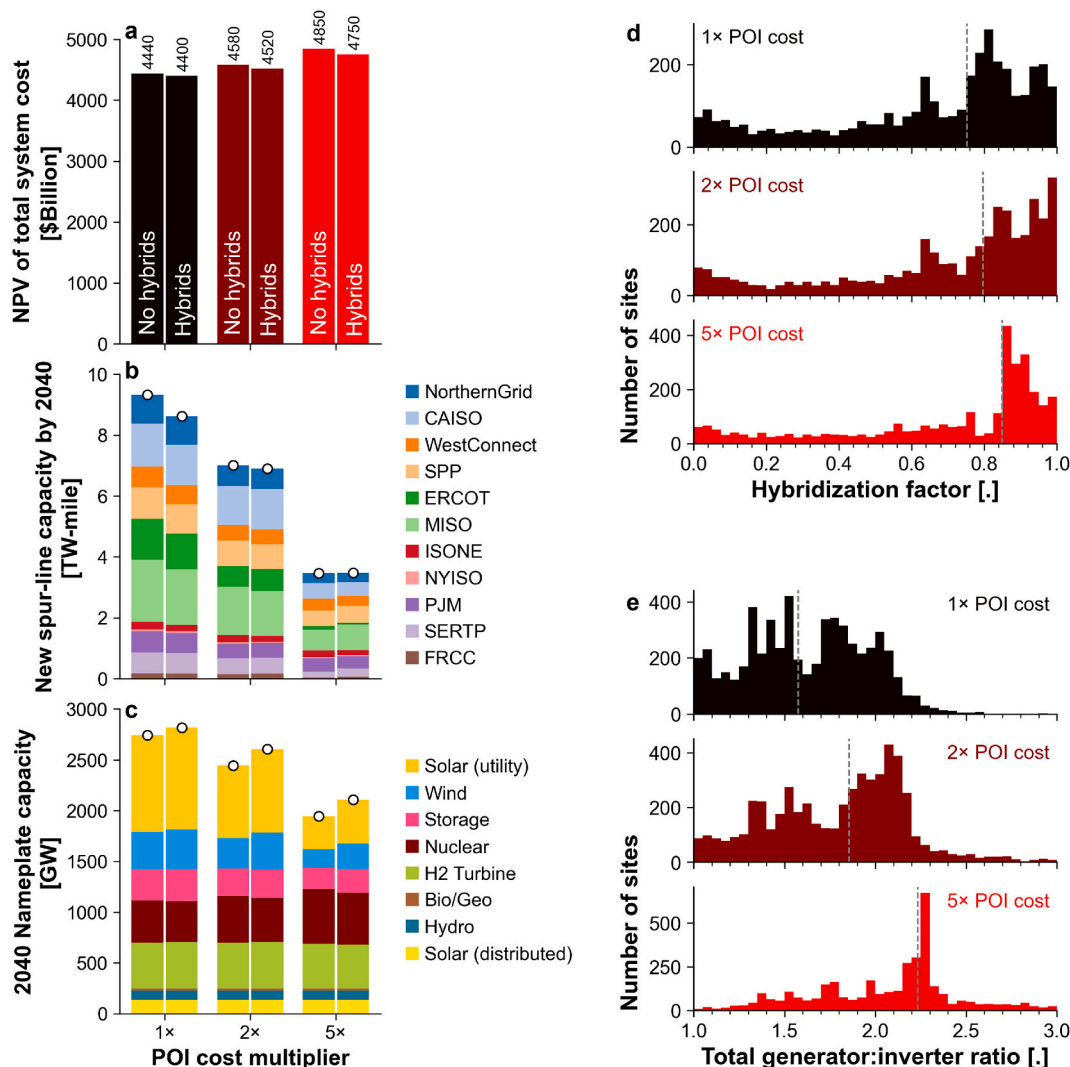 a
NPV of total system cost
[$Billion]
5000
4000
3000
2000
1000
0
4440
4400
4580
4520
4850
4750
No hybrids
Hybrids
No hybrids
Hybrids
No hybrids
Hybrids
b
New spur-line capacity by 2040
[TW-mile]
10
8
6
4
2
0
NorthernGrid
CAISO
WestConnect
SPP
ERCOT
MISO
ISONE
NYISO
PJM
SERTP
FRCC
c
2040 Nameplate capacity
[GW]
3000
2500
2000
1500
1000
500
0
1×
2×
5×
POI cost multiplier
Solar (utility)
Wind
Storage
Nuclear
H2 Turbine
Bio/Geo
Hydro
Solar (distributed)
d
1× POI cost
200
0
2× POI cost
200
0
5× POI cost
400
200
0
Number of sites
0.0
0.2
0.4
0.6
0.8
1.0
Hybridization factor [.]
e
1× POI cost
400
200
0
2× POI cost
400
200
0
5× POI cost
500
250
0
Number of sites
1.0
1.5
2.0
2.5
3.0
Total generator:inverter ratio [.]